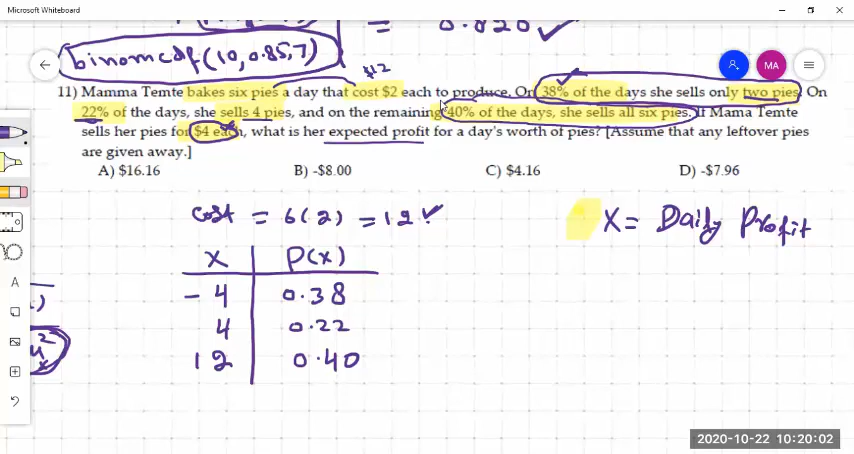 Microsoft Whiteboard
= 0.820 ✓
binomcdf(10, 0.85, 7)
$12
MA
11) Mamma Temte bakes six pies a day that cost $2 each to produce. On 38% of the days she sells only two pies. On
22% of the days, she sells 4 pies, and on the remaining 40% of the days, she sells all six pies. If Mama Temte
sells her pies for $4 each, what is her expected profit for a day's worth of pies? [Assume that any leftover pies
are given away.]
A) $16.16 B) -$8.00 C) $4.16 D) -$7.96
cost = 6(2) = 12 ✓
X = Daily Profit
X P(x)
-4 0.38
4 0.22
12 0.40
A
2020-10-22 10:20:02